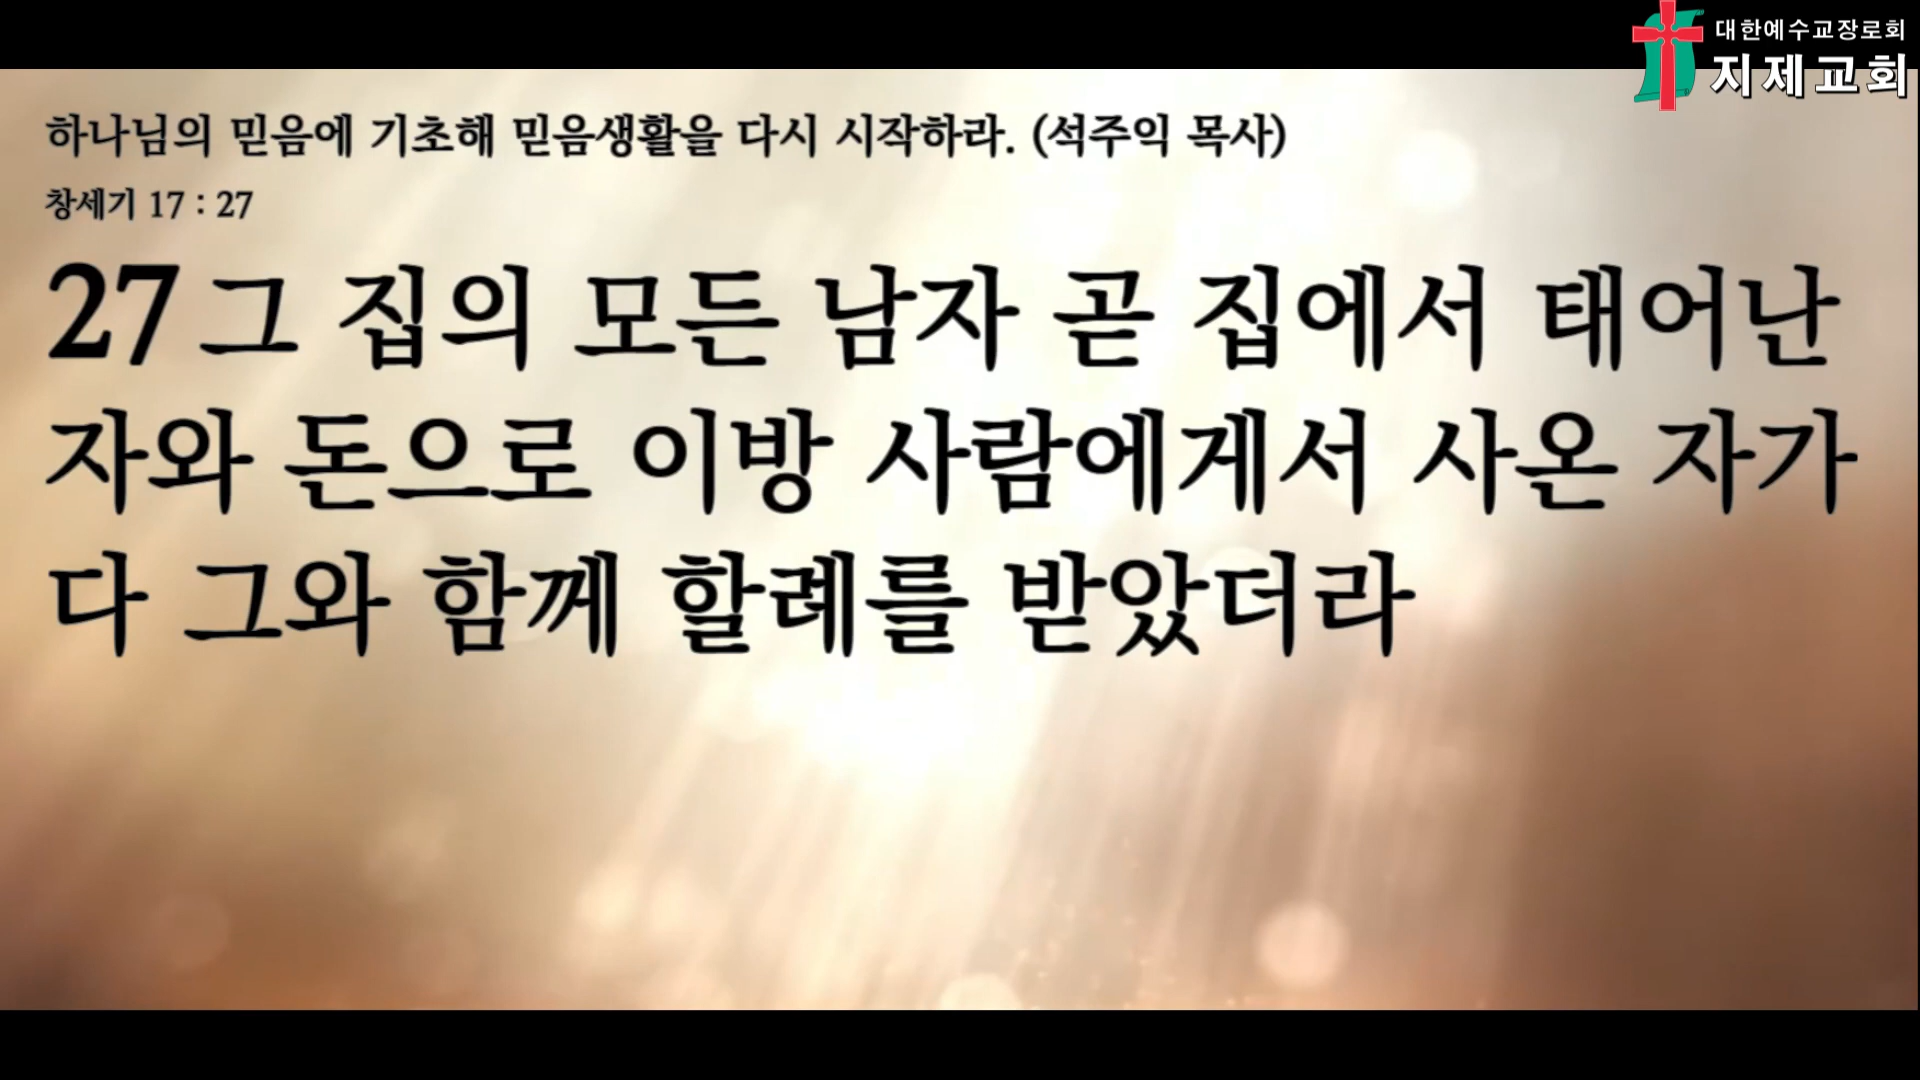 대한예수교장로회
지제교회
하나님의 믿음에 기초해 믿음생활을 다시 시작하라. (석주익 목사)
창세기 17 : 27
27 그 집의 모든 남자 곧 집에서 태어난
자와 돈으로 이방 사람에게서 사온 자가
다 그와 함께 할례를 받았더라